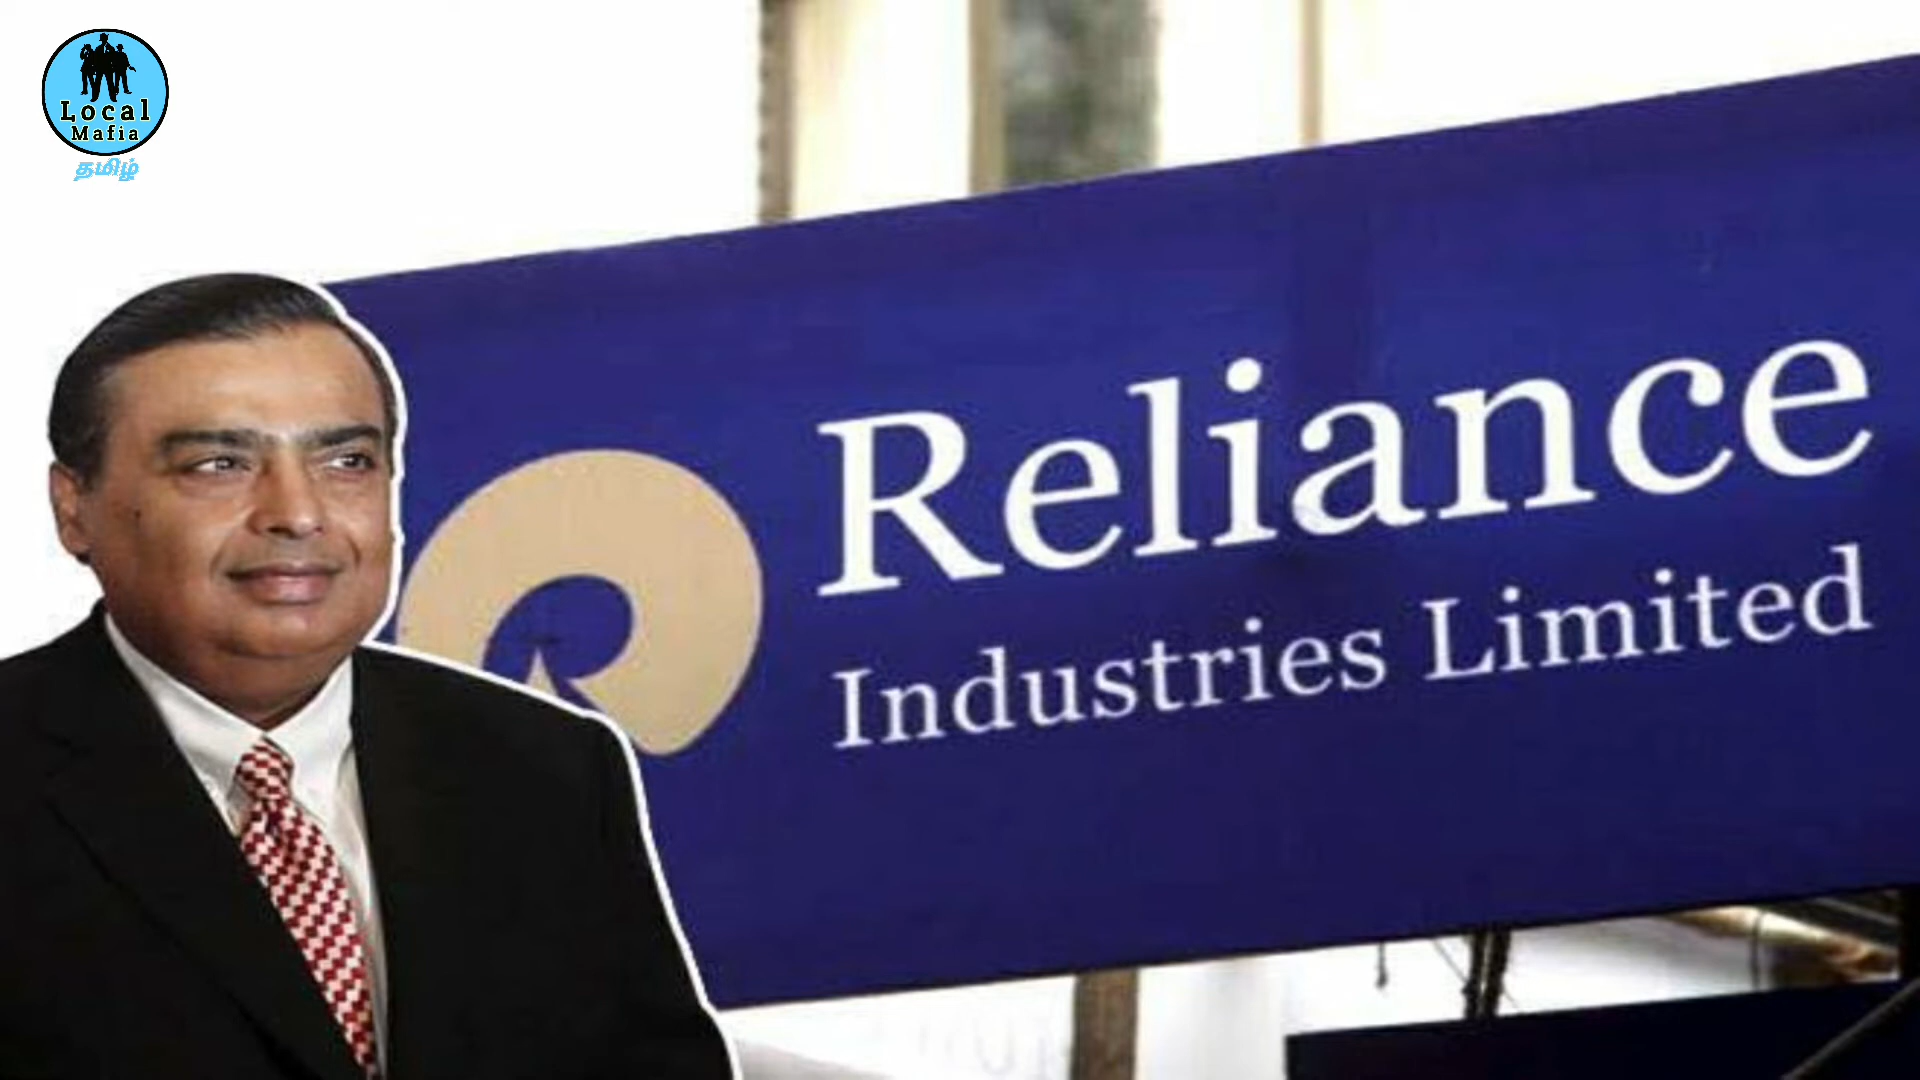 Local
Mafia
தமிழ்
Reliance
Industries Limited